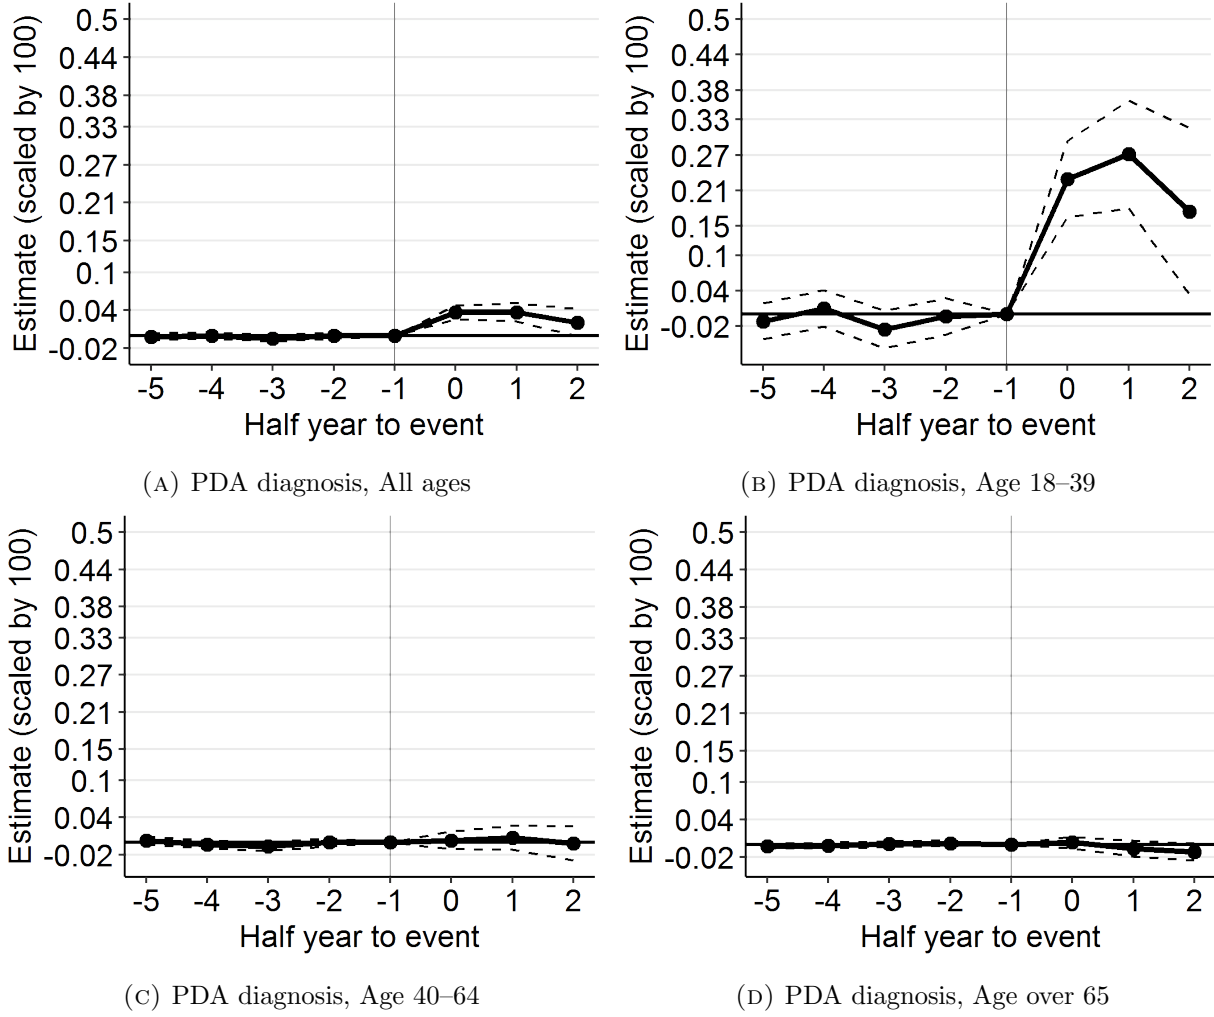 Estimate (scaled by 100)
0.5
0.44
0.38
0.33
0.27
0.21
0.15
0.1
0.04
-0.02
-5 -4 -3 -2 -1 0 1 2
Half year to event
(A) PDA diagnosis, All ages
Estimate (scaled by 100)
0.5
0.44
0.38
0.33
0.27
0.21
0.15
0.1
0.04
-0.02
-5 -4 -3 -2 -1 0 1 2
Half year to event
(B) PDA diagnosis, Age 18–39
Estimate (scaled by 100)
0.5
0.44
0.38
0.33
0.27
0.21
0.15
0.1
0.04
-0.02
-5 -4 -3 -2 -1 0 1 2
Half year to event
(C) PDA diagnosis, Age 40–64
Estimate (scaled by 100)
0.5
0.44
0.38
0.33
0.27
0.21
0.15
0.1
0.04
-0.02
-5 -4 -3 -2 -1 0 1 2
Half year to event
(D) PDA diagnosis, Age over 65